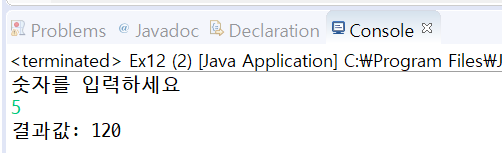 Problems @ Javadoc Declaration Console
<terminated> Ex12 (2) [Java Application] C:₩Program Files₩J
숫자를 입력하세요
5
결과값: 120